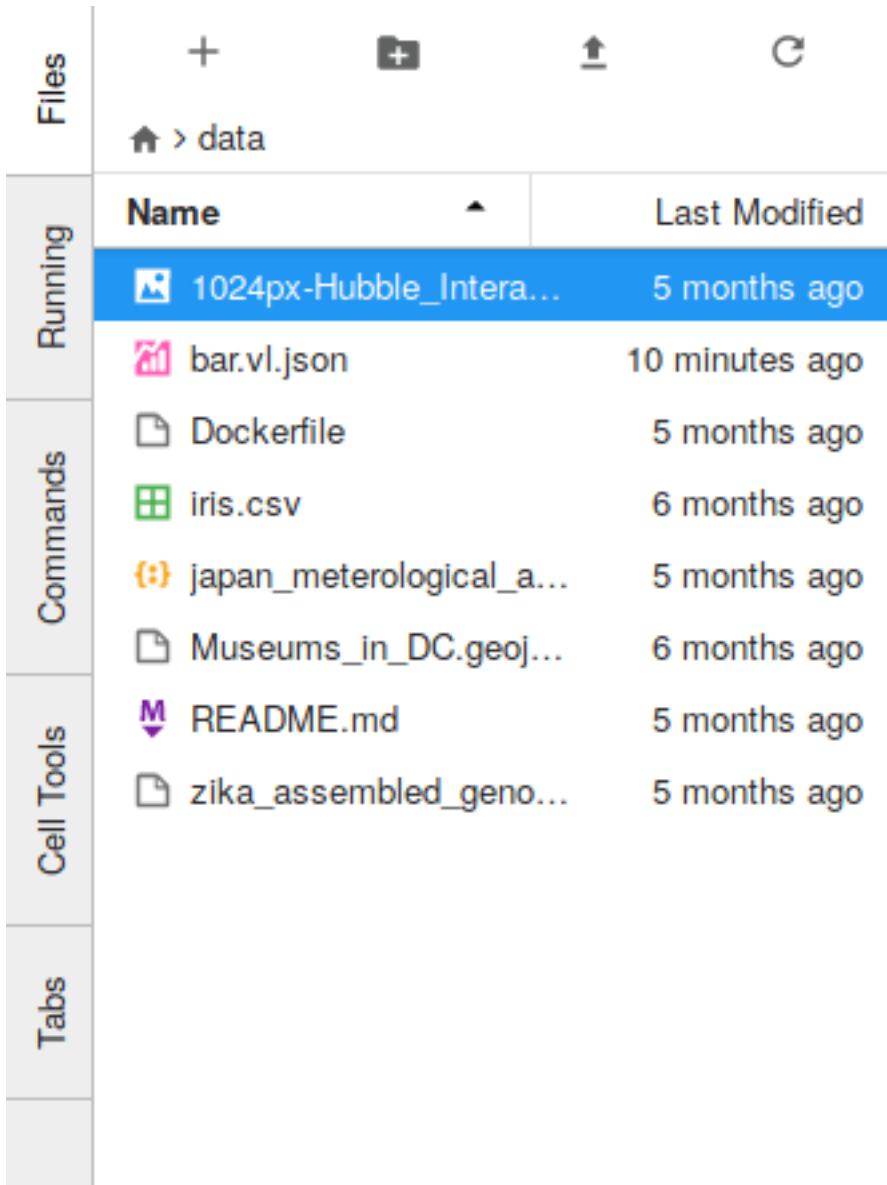 Files
Running
Commands
Cell Tools
Tabs
> data
Name Last Modified
1024px-Hubble_Intera... 5 months ago
bar.vl.json 10 minutes ago
Dockerfile 5 months ago
iris.csv 6 months ago
japan_meterological_a... 5 months ago
Museums_in_DC.geoj... 6 months ago
README.md 5 months ago
zika_assembled_geno... 5 months ago